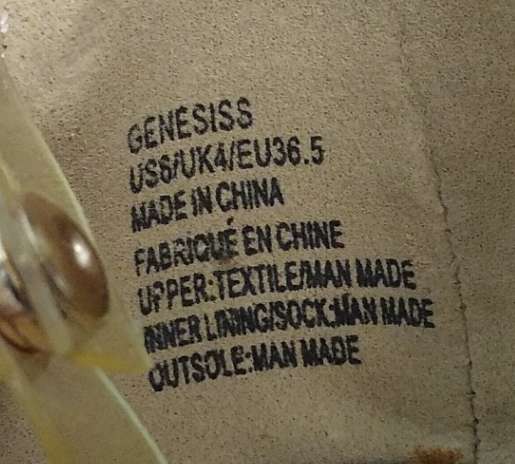 GENESISS
US6/UK4/EU36.5
MADE IN CHINA
FABRIQUÉ EN CHINE
UPPER:TEXTILE/MAN MADE
INNER LINING/SOCK:MAN MADE
OUTSOLE:MAN MADE